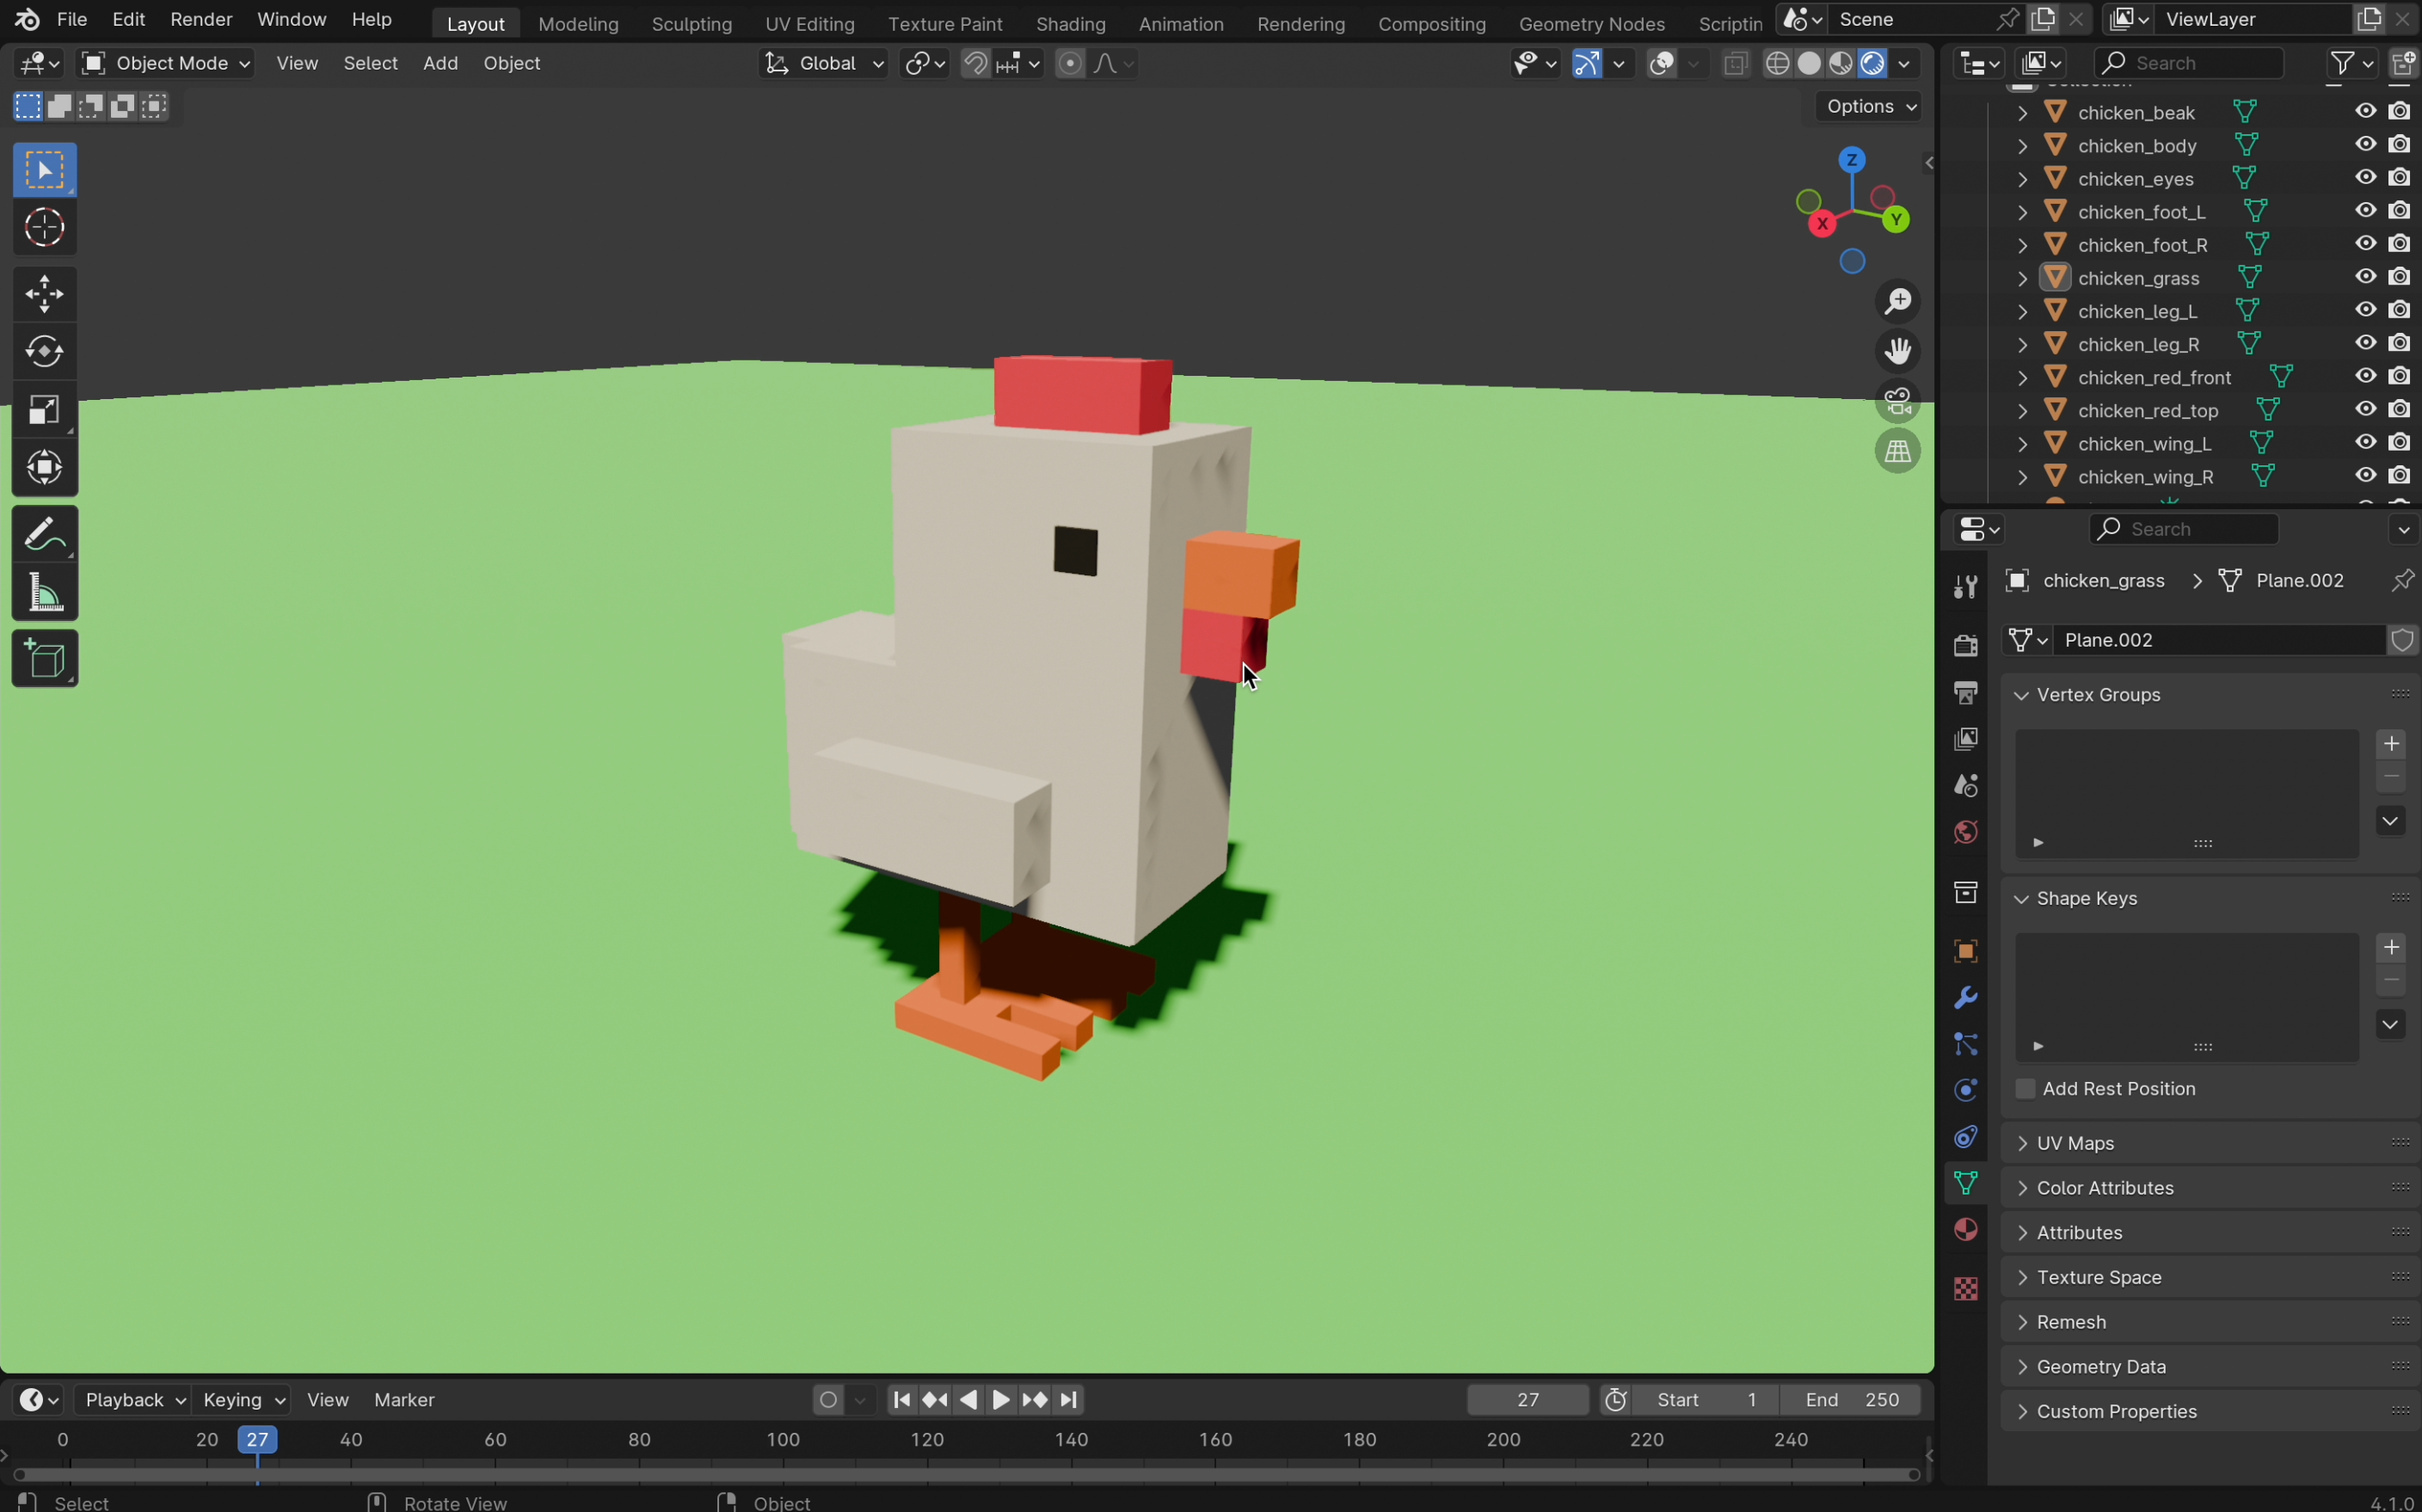 File Edit Render Window Help Layout Modeling Sculpting UV Editing Texture Paint Shading Animation Rendering Compositing Geometry Nodes Scriptin Scene ViewLayer
Object Mode View Select Add Object Global Search
Options
chicken_beak
chicken_body
chicken_eyes
chicken_foot_L
chicken_foot_R
chicken_grass
chicken_leg_L
chicken_leg_R
chicken_red_front
chicken_red_top
chicken_wing_L
chicken_wing_R
Z
X
Y
Search
chicken_grass Plane.002
Plane.002
Vertex Groups
Shape Keys
Add Rest Position
UV Maps
Color Attributes
Attributes
Texture Space
Remesh
Geometry Data
Custom Properties
Playback Keying View Marker 27 Start 1 End 250
0 20 27 40 60 80 100 120 140 160 180 200 220 240
Select Rotate View Object 4.1.0